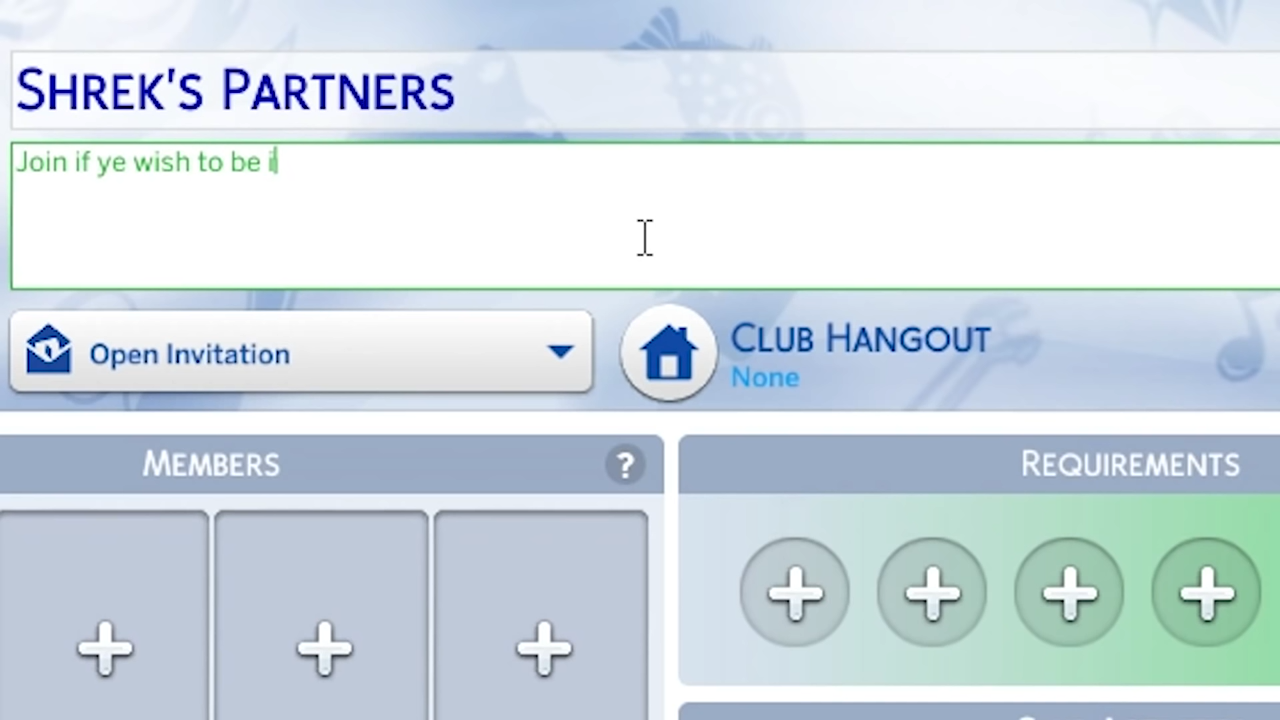 SHREK'S PARTNERS
Join if ye wish to be i
Open Invitation
CLUB HANGOUT
None
MEMBERS
?
REQUIREMENTS